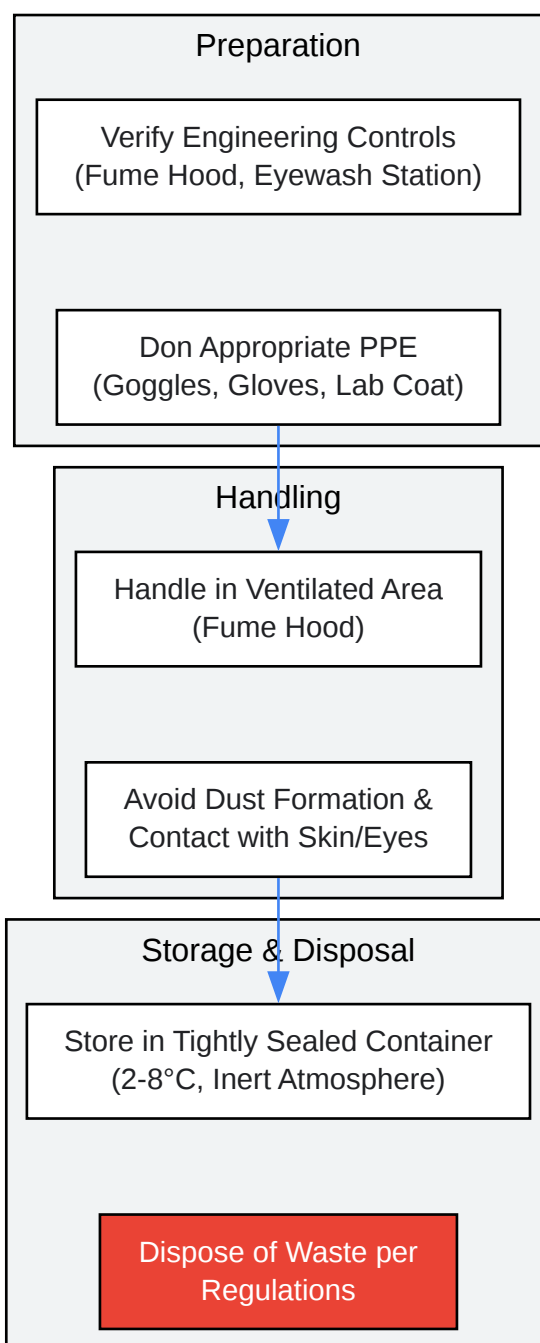 Preparation
Verify Engineering Controls
(Fume Hood, Eyewash Station)
Don Appropriate PPE
(Goggles, Gloves, Lab Coat)
Handling
Handle in Ventilated Area
(Fume Hood)
Avoid Dust Formation &
Contact with Skin/Eyes
Storage & Disposal
Store in Tightly Sealed Container
(2-8°C, Inert Atmosphere)
Dispose of Waste per
Regulations